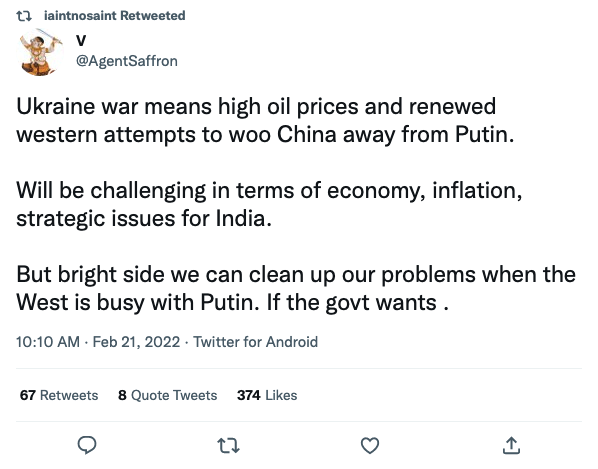 iaintnosaint Retweeted
V
@AgentSaffron
Ukraine war means high oil prices and renewed
western attempts to woo China away from Putin.
Will be challenging in terms of economy, inflation,
strategic issues for India.
But bright side we can clean up our problems when the
West is busy with Putin. If the govt wants .
10:10 AM · Feb 21, 2022 · Twitter for Android
67 Retweets 8 Quote Tweets 374 Likes